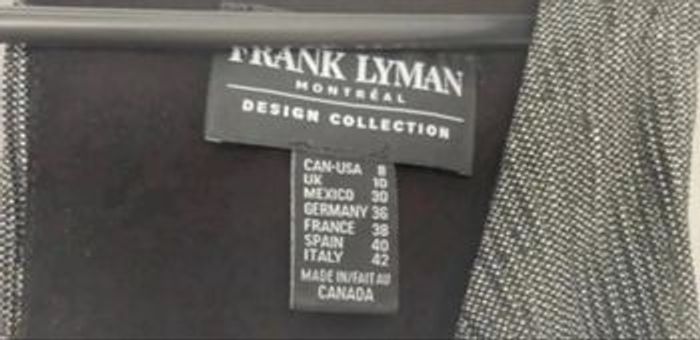 FRANK LYMAN
MONTRÉAL
DESIGN COLLECTION
CAN-USA 8
UK 10
MEXICO 30
GERMANY 36
FRANCE 38
SPAIN 40
ITALY 42
MADE IN/FAIT AU
CANADA